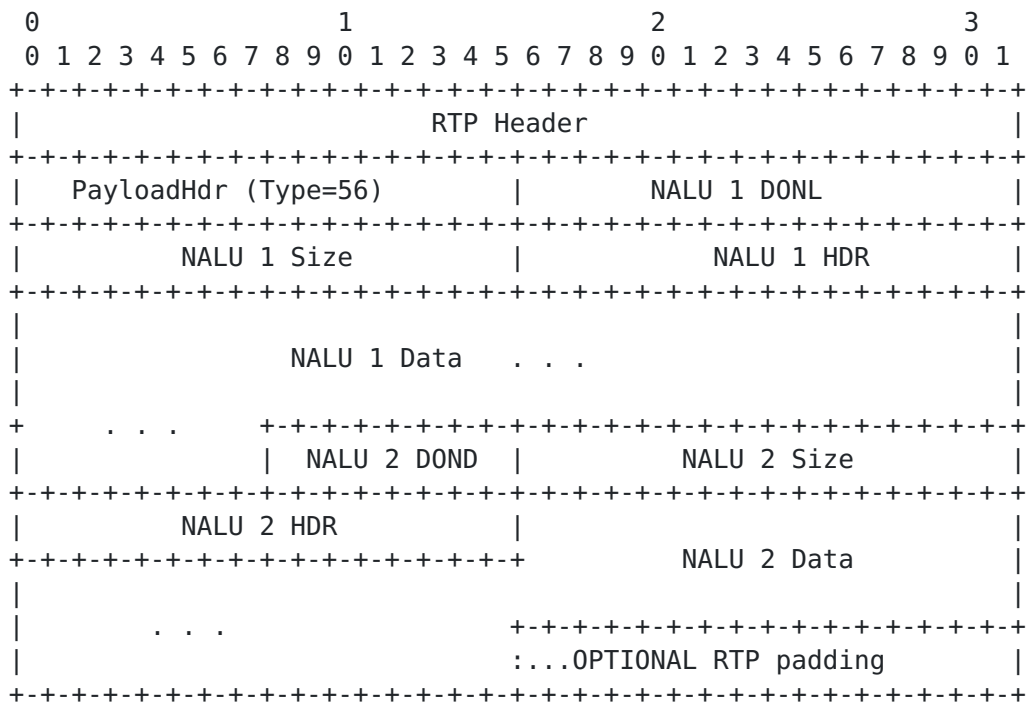 0                   1                   2                   3
 0 1 2 3 4 5 6 7 8 9 0 1 2 3 4 5 6 7 8 9 0 1 2 3 4 5 6 7 8 9 0 1
+-+-+-+-+-+-+-+-+-+-+-+-+-+-+-+-+-+-+-+-+-+-+-+-+-+-+-+-+-+-+-+-+
|                          RTP Header                           |
+-+-+-+-+-+-+-+-+-+-+-+-+-+-+-+-+-+-+-+-+-+-+-+-+-+-+-+-+-+-+-+-+
|   PayloadHdr (Type=56)        |        NALU 1 DONL            |
+-+-+-+-+-+-+-+-+-+-+-+-+-+-+-+-+-+-+-+-+-+-+-+-+-+-+-+-+-+-+-+-+
|          NALU 1 Size          |            NALU 1 HDR         |
+-+-+-+-+-+-+-+-+-+-+-+-+-+-+-+-+-+-+-+-+-+-+-+-+-+-+-+-+-+-+-+-+
|                                                               |
|                 NALU 1 Data   . . .                           |
|                                                               |
+     . . .     +-+-+-+-+-+-+-+-+-+-+-+-+-+-+-+-+-+-+-+-+-+-+-+-+
|               |  NALU 2 DOND  |          NALU 2 Size          |
+-+-+-+-+-+-+-+-+-+-+-+-+-+-+-+-+-+-+-+-+-+-+-+-+-+-+-+-+-+-+-+-+
|          NALU 2 HDR           |                               |
+-+-+-+-+-+-+-+-+-+-+-+-+-+-+-+-+          NALU 2 Data          |
|                                                               |
|        . . .                  +-+-+-+-+-+-+-+-+-+-+-+-+-+-+-+-+
|                               :...OPTIONAL RTP padding        |
+-+-+-+-+-+-+-+-+-+-+-+-+-+-+-+-+-+-+-+-+-+-+-+-+-+-+-+-+-+-+-+-+